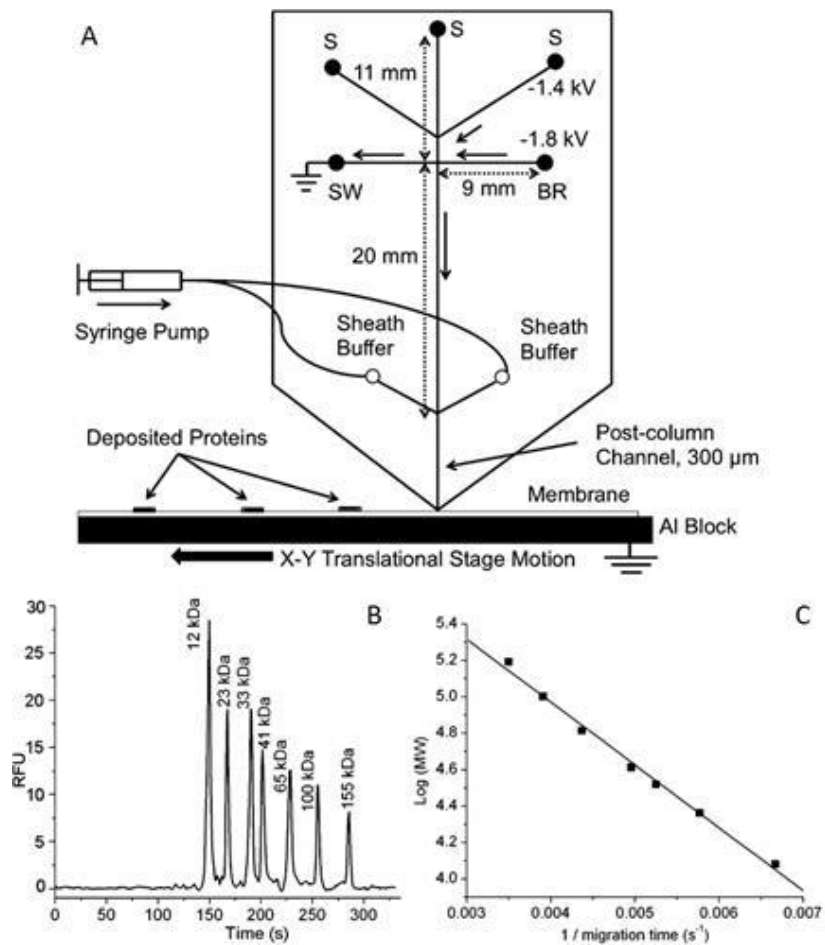 A
S
S
S
11 mm
-1.4 kV
-1.8 kV
SW
9 mm
BR
20 mm
Syringe Pump
Sheath
Buffer
Sheath
Buffer
Deposited Proteins
Post-column
Channel, 300 µm
Membrane
Al Block
X-Y Translational Stage Motion
B
30
25
20
15
10
5
0
RFU
12 kDa
23 kDa
33 kDa
41 kDa
65 kDa
100 kDa
155 kDa
0 50 100 150 200 250 300
Time (s)
C
5.4
5.2
5.0
4.8
4.6
4.4
4.2
4.0
Log (MW)
0.003 0.004 0.005 0.006 0.007
1 / migration time (s⁻¹)